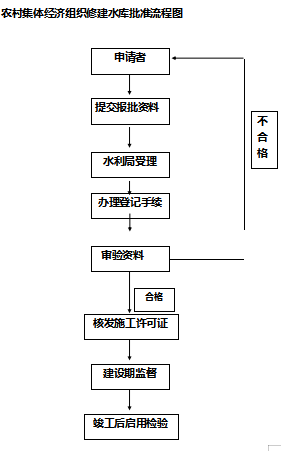 农村集体经济组织修建水库批准流程图
申请者
提交报批资料
不
合
格
水利局受理
办理登记手续
审验资料
合格
核发施工许可证
建设期监督
竣工后启用检验